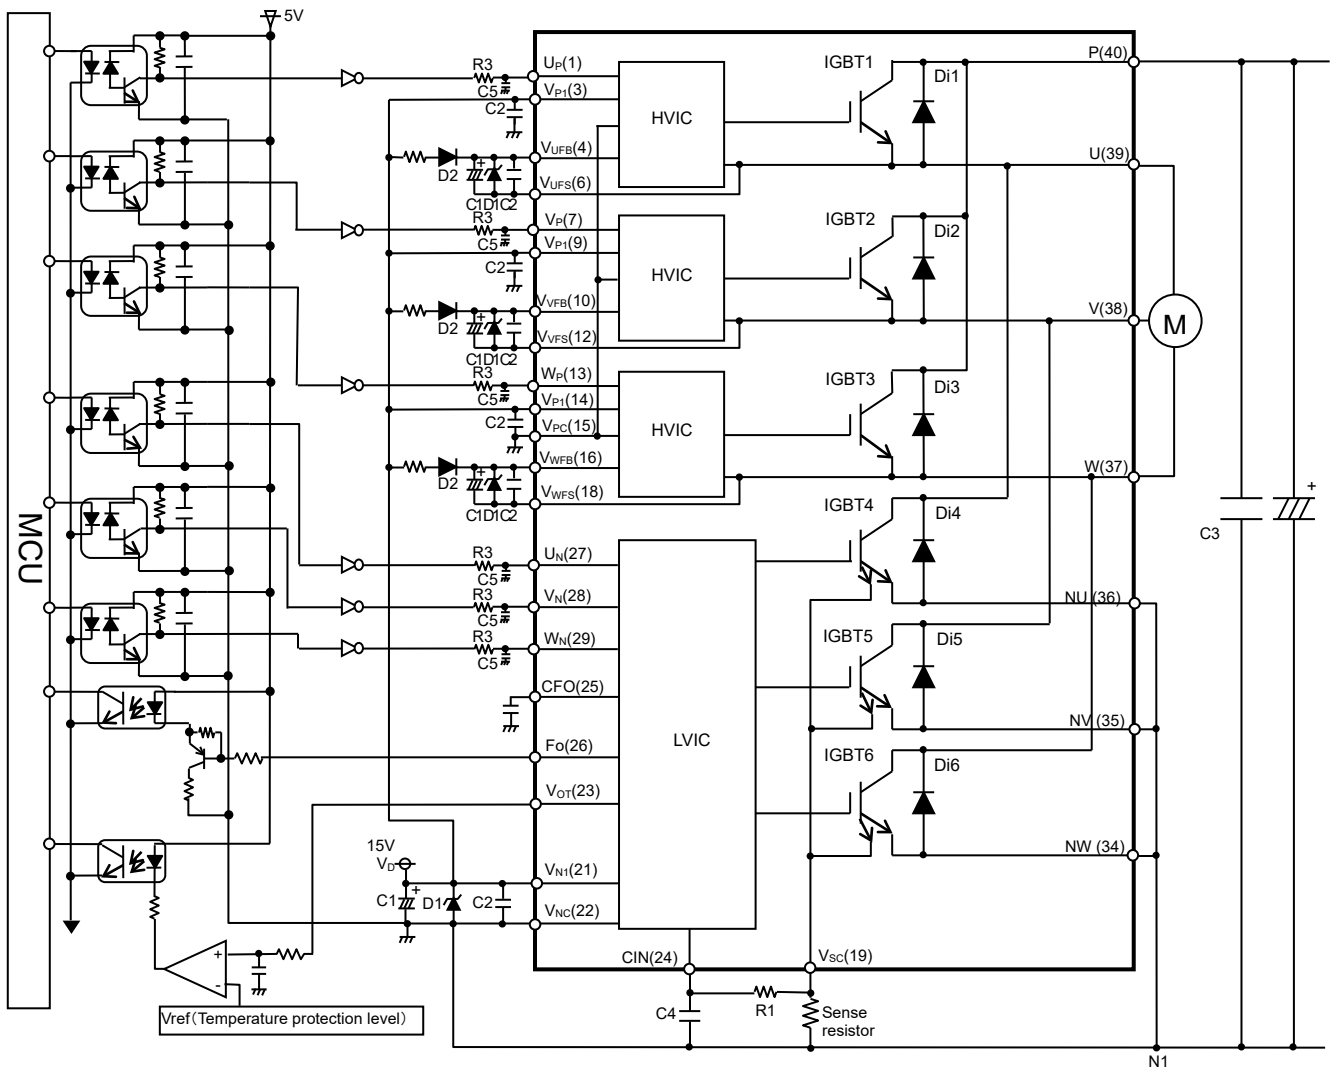 5V
MCU
R3
C5
C2
D2
C1D1C2
R3
C5
C2
D2
C1D1C2
R3
C5
C2
D2
C1D1C2
R3
C5
R3
C5
R3
C5
UP(1)
VP1(3)
VUFB(4)
VUFS(6)
VP(7)
VP1(9)
VVFB(10)
VVFS(12)
WP(13)
VP1(14)
VPC(15)
VWFB(16)
VWFS(18)
UN(27)
VN(28)
WN(29)
CFO(25)
Fo(26)
VOT(23)
VN1(21)
VNC(22)
CIN(24)
VSC(19)
HVIC
HVIC
HVIC
LVIC
IGBT1
Di1
IGBT2
Di2
IGBT3
Di3
IGBT4
Di4
IGBT5
Di5
IGBT6
Di6
P(40)
U(39)
V(38)
W(37)
NU (36)
NV (35)
NW (34)
M
C3
+
15V
VD
C1
+
D1
C2
C4
R1
Sense
resistor
N1
+
-
Vref(Temperature protection level)